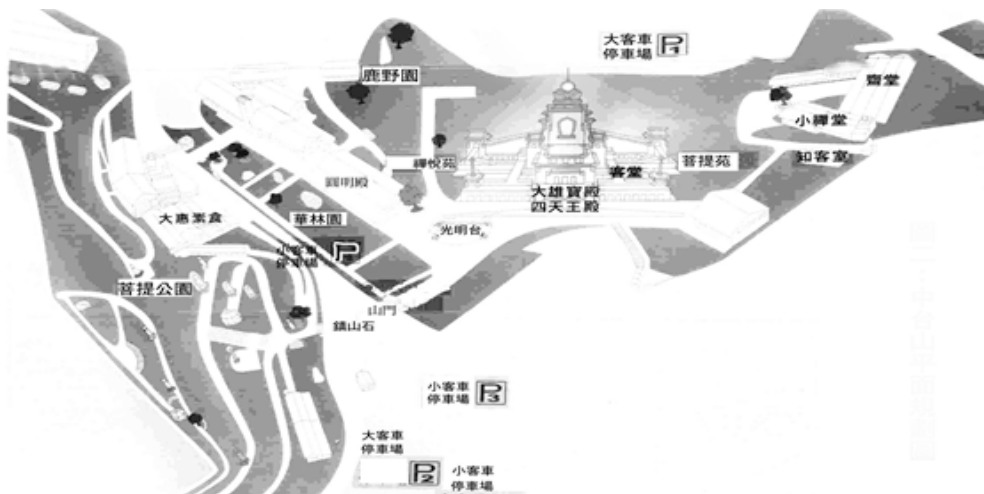 大客車
停車場
P1
鹿野園
齋堂
小禪堂
知客室
禪悅苑
圓明殿
客堂
菩提苑
大雄寶殿
四天王殿
大惠素食
華林園
光明台
小客車
停車場
P
菩提公園
山門
鎮山石
小客車
停車場
P3
大客車
停車場
P2
小客車
停車場